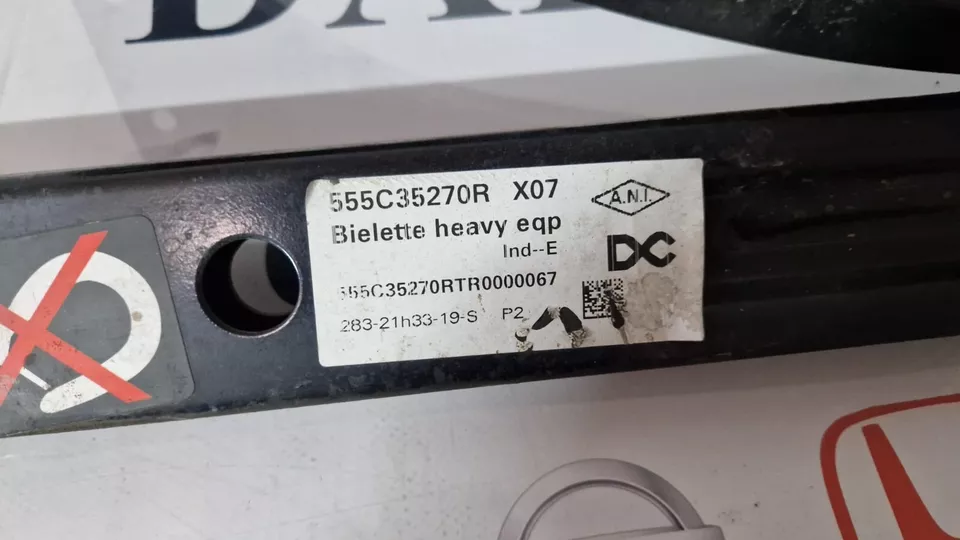 555C35270R X07
A.N.I.
Bielette heavy eqp
Ind--E
DC
555C35270RTR0000067
283-21h33-19-S P2